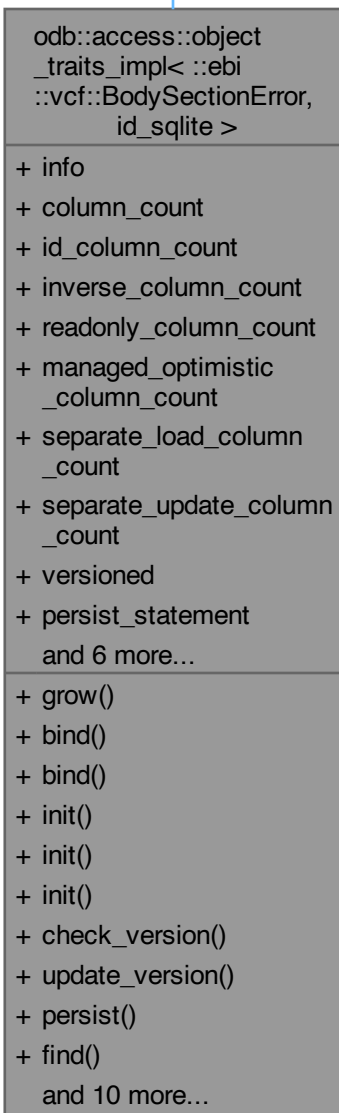 odb::access::object
_traits_impl< ::ebi
::vcf::BodySectionError,
id_sqlite >
+ info
+ column_count
+ id_column_count
+ inverse_column_count
+ readonly_column_count
+ managed_optimistic
_column_count
+ separate_load_column
_count
+ separate_update_column
_count
+ versioned
+ persist_statement
and 6 more...
+ grow()
+ bind()
+ bind()
+ init()
+ init()
+ init()
+ check_version()
+ update_version()
+ persist()
+ find()
and 10 more...